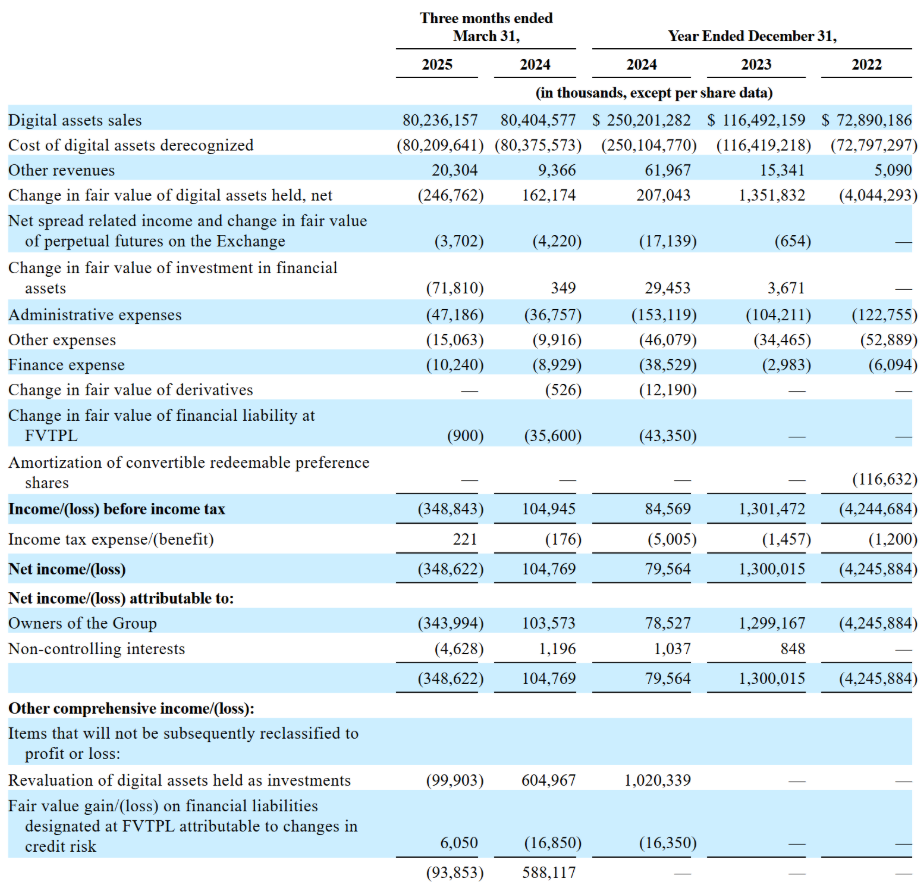 Three months ended
March 31, Year Ended December 31,
2025 2024 2024 2023 2022
(in thousands, except per share data)
Digital assets sales 80,236,157 80,404,577 $ 250,201,282 $ 116,492,159 $ 72,890,186
Cost of digital assets derecognized (80,209,641) (80,375,573) (250,104,770) (116,419,218) (72,797,297)
Other revenues 20,304 9,366 61,967 15,341 5,090
Change in fair value of digital assets held, net (246,762) 162,174 207,043 1,351,832 (4,044,293)
Net spread related income and change in fair value
of perpetual futures on the Exchange (3,702) (4,220) (17,139) (654) —
Change in fair value of investment in financial
assets (71,810) 349 29,453 3,671 —
Administrative expenses (47,186) (36,757) (153,119) (104,211) (122,755)
Other expenses (15,063) (9,916) (46,079) (34,465) (52,889)
Finance expense (10,240) (8,929) (38,529) (2,983) (6,094)
Change in fair value of derivatives — (526) (12,190) — —
Change in fair value of financial liability at
FVTPL (900) (35,600) (43,350) — —
Amortization of convertible redeemable preference
shares — — — — (116,632)
Income/(loss) before income tax (348,843) 104,945 84,569 1,301,472 (4,244,684)
Income tax expense/(benefit) 221 (176) (5,005) (1,457) (1,200)
Net income/(loss) (348,622) 104,769 79,564 1,300,015 (4,245,884)
Net income/(loss) attributable to:
Owners of the Group (343,994) 103,573 78,527 1,299,167 (4,245,884)
Non-controlling interests (4,628) 1,196 1,037 848 —
(348,622) 104,769 79,564 1,300,015 (4,245,884)
Other comprehensive income/(loss):
Items that will not be subsequently reclassified to
profit or loss:
Revaluation of digital assets held as investments (99,903) 604,967 1,020,339 — —
Fair value gain/(loss) on financial liabilities
designated at FVTPL attributable to changes in
credit risk 6,050 (16,850) (16,350) — —
(93,853) 588,117 — — —